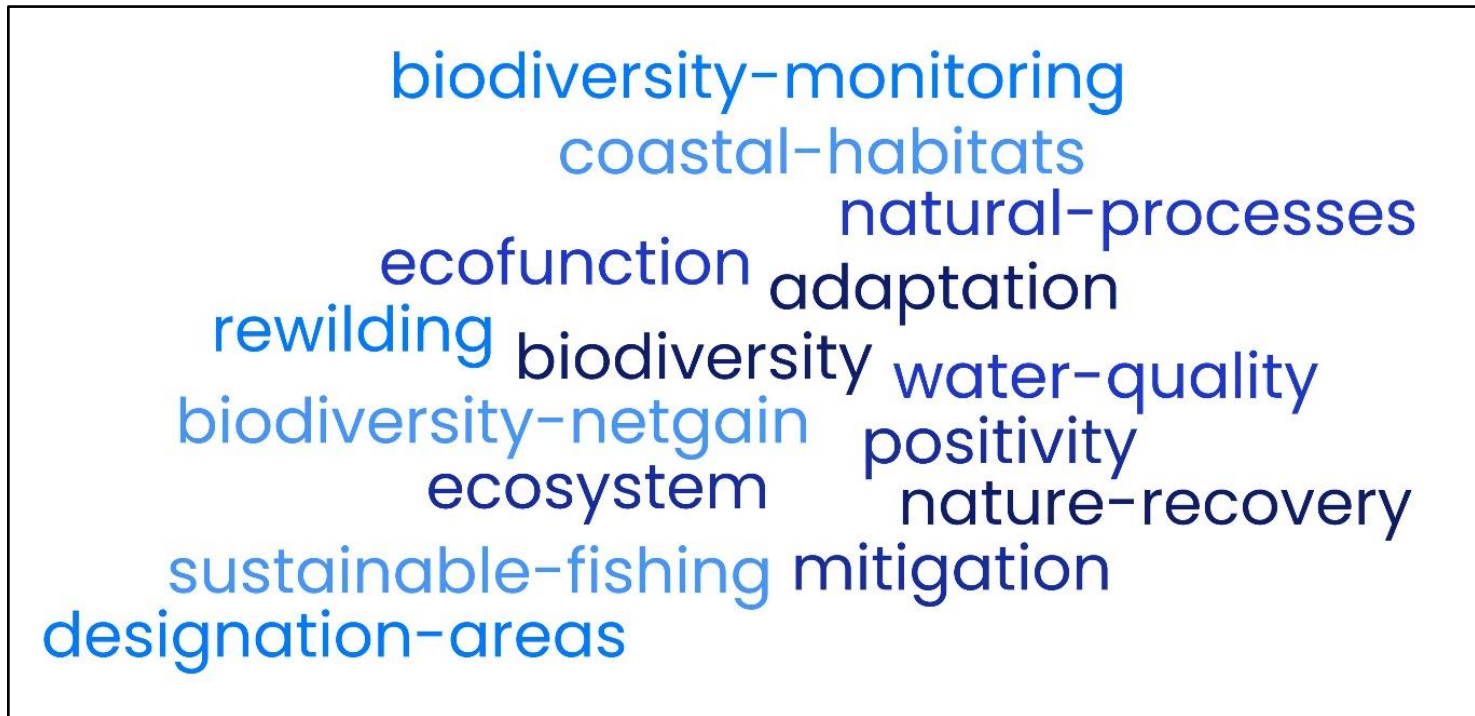 biodiversity-monitoring
coastal-habitats
natural-processes
ecofunction
adaptation
rewilding
biodiversity
water-quality
biodiversity-netgain
positivity
ecosystem
nature-recovery
sustainable-fishing
mitigation
designation-areas